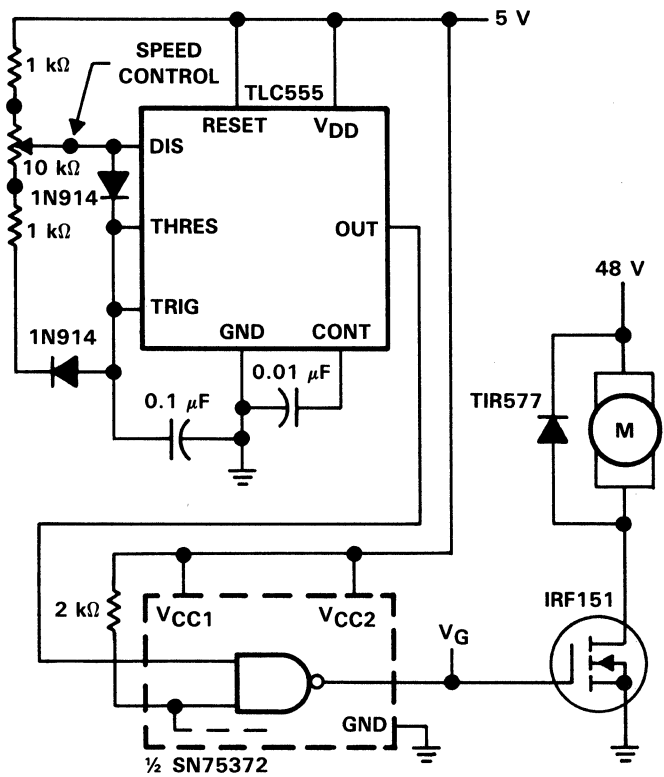 5 V
1 kΩ
SPEED
CONTROL
TLC555
RESET
VDD
DIS
10 kΩ
1N914
1 kΩ
THRES
OUT
TRIG
48 V
GND
CONT
1N914
0.01 μF
0.1 μF
TIR577
M
2 kΩ
VCC1
VCC2
IRF151
VG
GND
½ SN75372